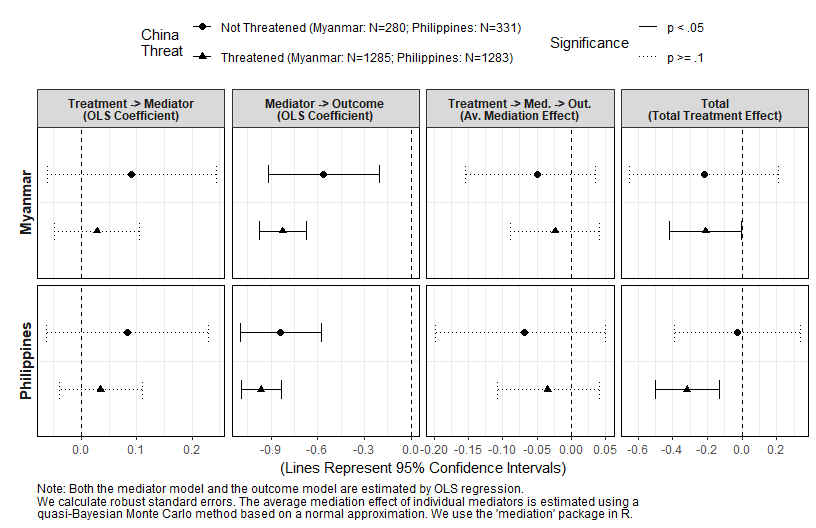 China
Threat
Not Threatened (Myanmar: N=280; Philippines: N=331)
Threatened (Myanmar: N=1285; Philippines: N=1283)
Significance
p < .05
p >= .1
Treatment -> Mediator
(OLS Coefficient)
Mediator -> Outcome
(OLS Coefficient)
Treatment -> Med. -> Out.
(Av. Mediation Effect)
Total
(Total Treatment Effect)
Myanmar
Philippines
0.0 0.1 0.2
-0.9 -0.6 -0.3 0.0
-0.20 -0.15 -0.10 -0.05 0.00 0.05
-0.6 -0.4 -0.2 0.0 0.2
(Lines Represent 95% Confidence Intervals)
Note: Both the mediator model and the outcome model are estimated by OLS regression.
We calculate robust standard errors. The average mediation effect of individual mediators is estimated using a
quasi-Bayesian Monte Carlo method based on a normal approximation. We use the 'mediation' package in R.